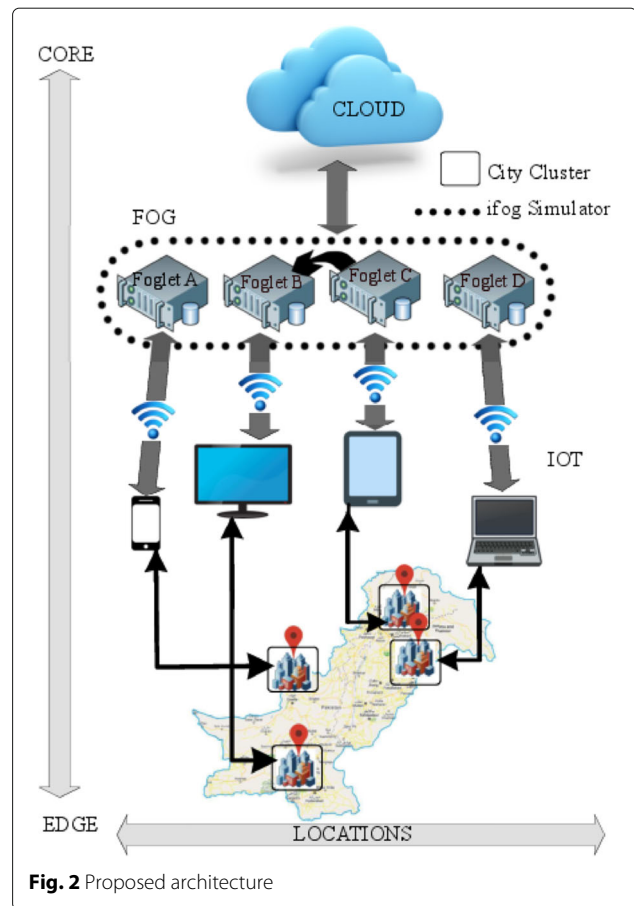 CORE
CLOUD
City Cluster
ifog Simulator
FOG
Foglet A
Foglet B
Foglet C
Foglet D
IOT
EDGE
LOCATIONS
Fig. 2 Proposed architecture